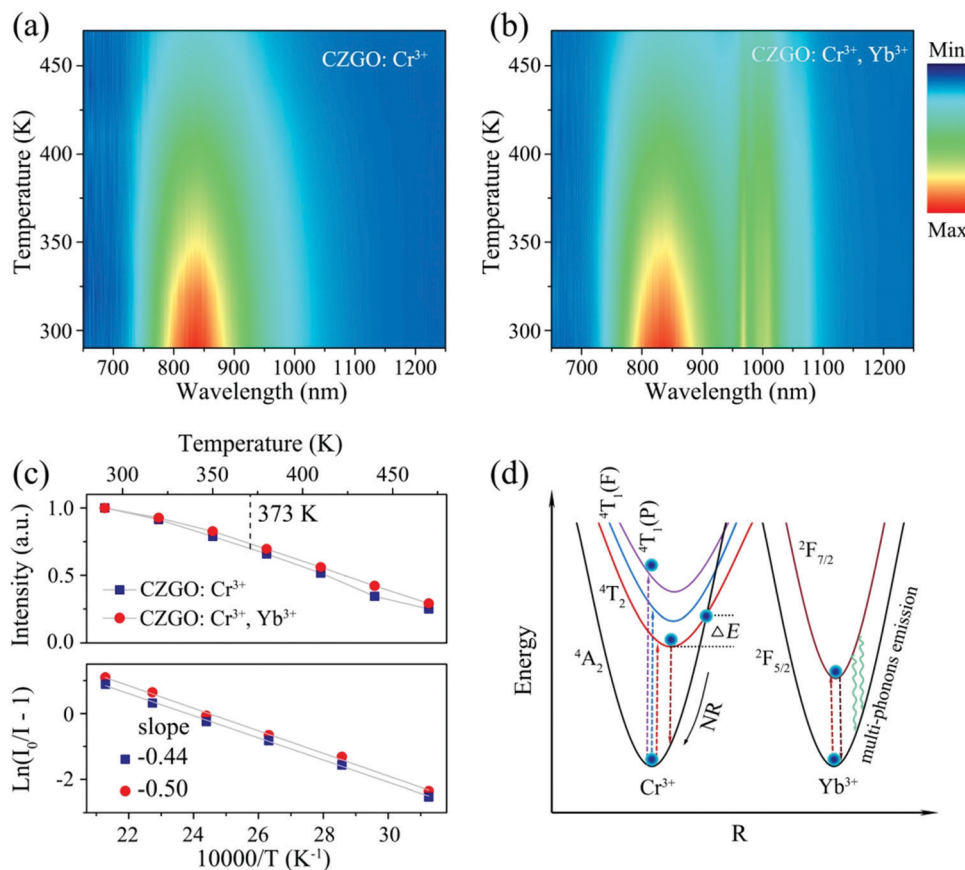 (a)
CZGO: Cr³⁺
450
400
350
300
Temperature (K)
700 800 900 1000 1100 1200
Wavelength (nm)
(b)
CZGO: Cr³⁺, Yb³⁺
450
400
350
300
Temperature (K)
700 800 900 1000 1100 1200
Wavelength (nm)
Min
Max
(c)
Temperature (K)
300 350 400 450
1.0
0.5
0.0
Intensity (a.u.)
373 K
CZGO: Cr³⁺
CZGO: Cr³⁺, Yb³⁺
0
-2
Ln(I₀/I - 1)
slope
-0.44
-0.50
22 24 26 28 30
10000/T (K⁻¹)
(d)
Energy
⁴T₁(F)
⁴T₁(P)
⁴T₂
⁴A₂
ΔE
NR
Cr³⁺
²F₇/₂
²F₅/₂
multi-phonons emission
Yb³⁺
R